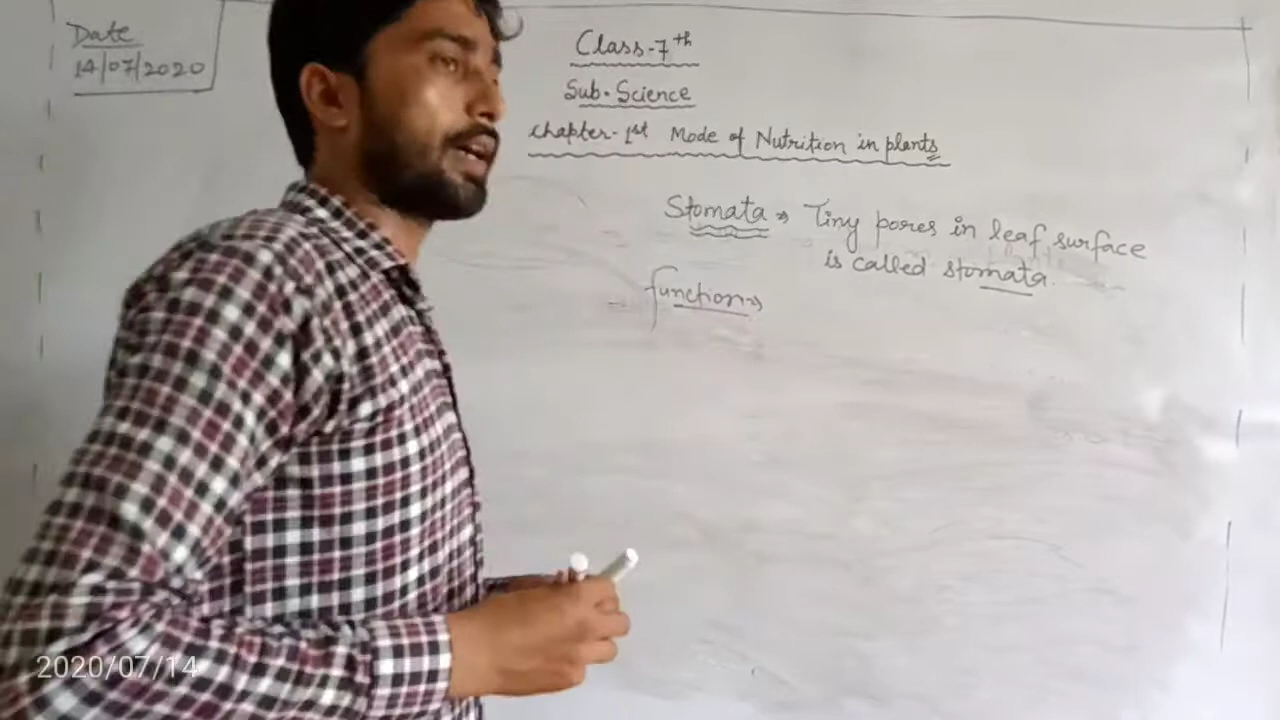 Date
14/07/2020
Class-7th
Sub. Science
Chapter-1st Mode of Nutrition in plants
Stomata → Tiny pores in leaf surface
is called stomata.
function→
2020/07/14